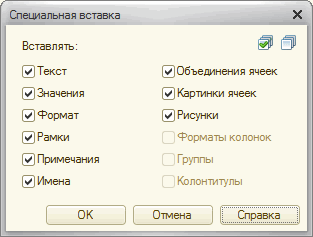 Специальная вставка
Вставлять:
Текст
Объединения ячеек
Значения
Картинки ячеек
Формат
Рисунки
Рамки
Форматы колонок
Примечания
Группы
Имена
Колонтитулы
OK
Отмена
Справка